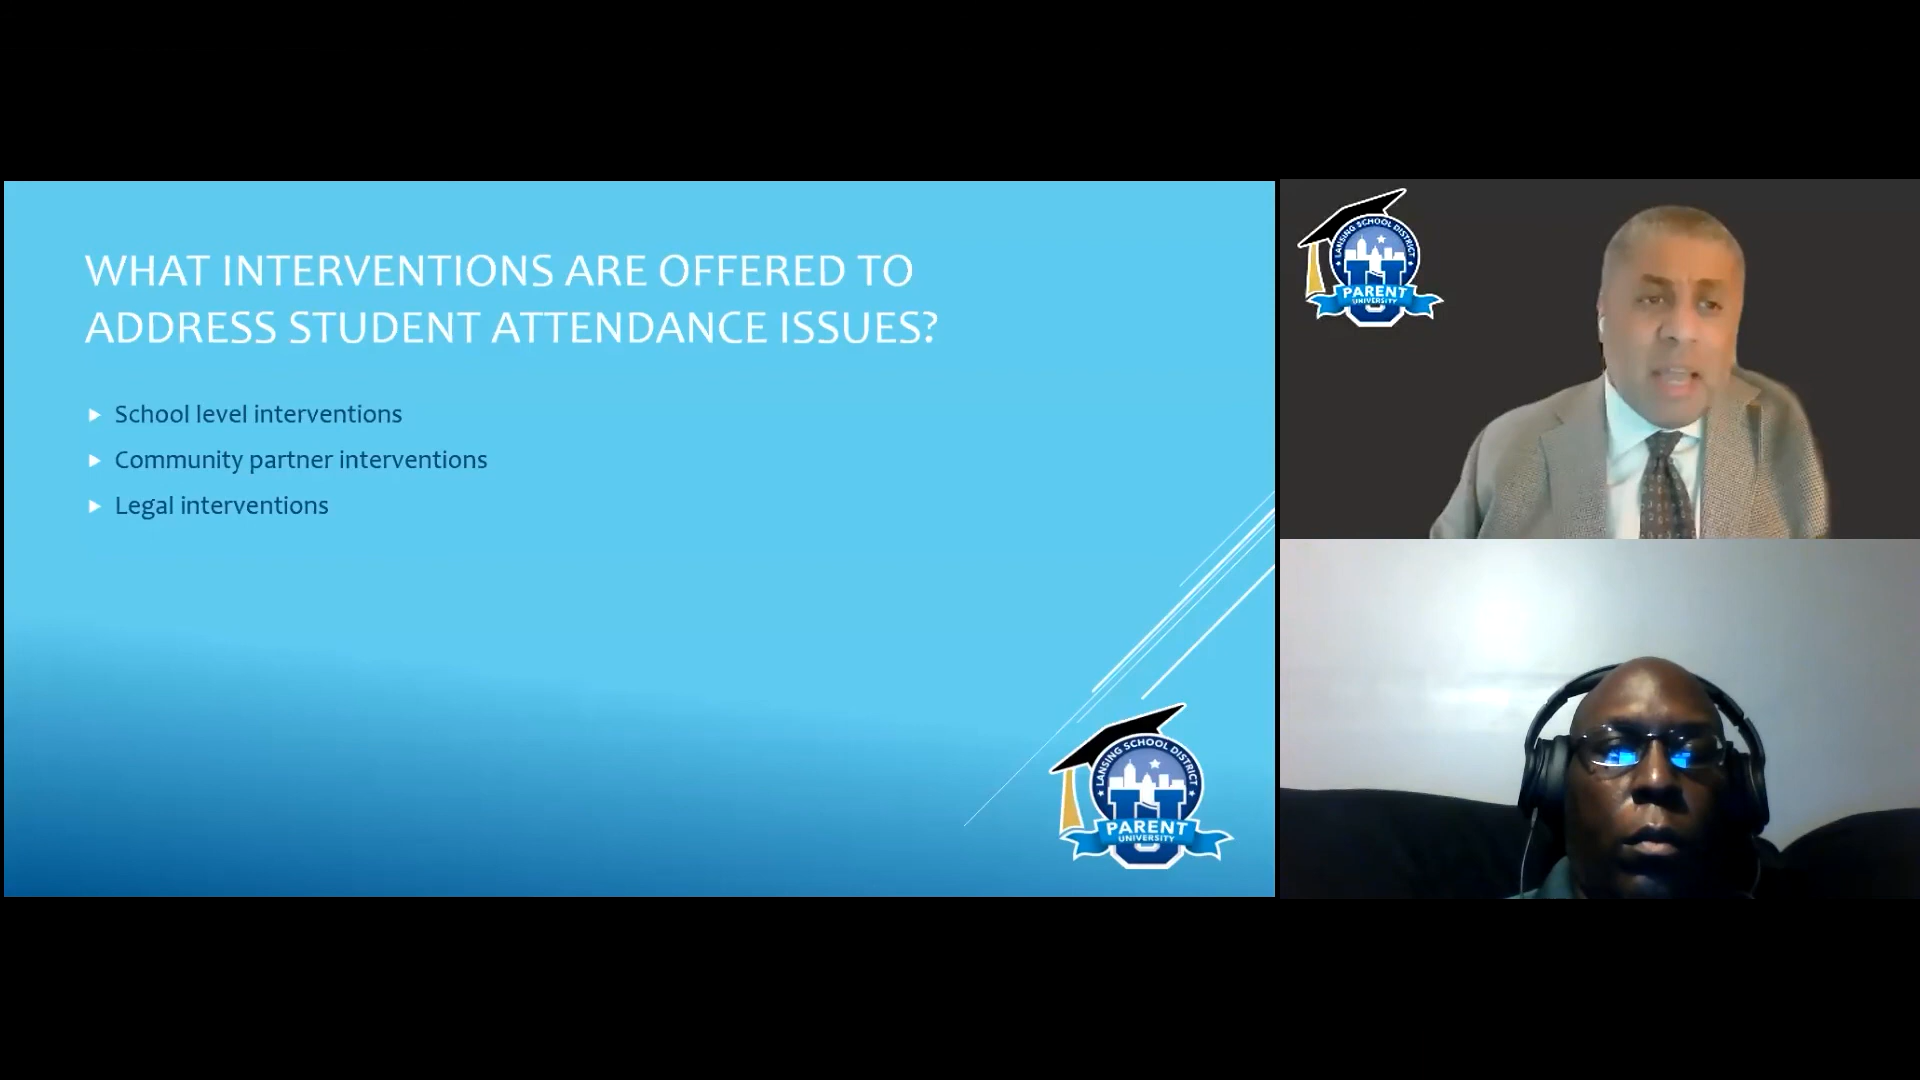 WHAT INTERVENTIONS ARE OFFERED TO
ADDRESS STUDENT ATTENDANCE ISSUES?
School level interventions
Community partner interventions
Legal interventions
LANSING SCHOOL DISTRICT
PARENT
UNIVERSITY
LANSING SCHOOL DISTRICT
U
PARENT
UNIVERSITY